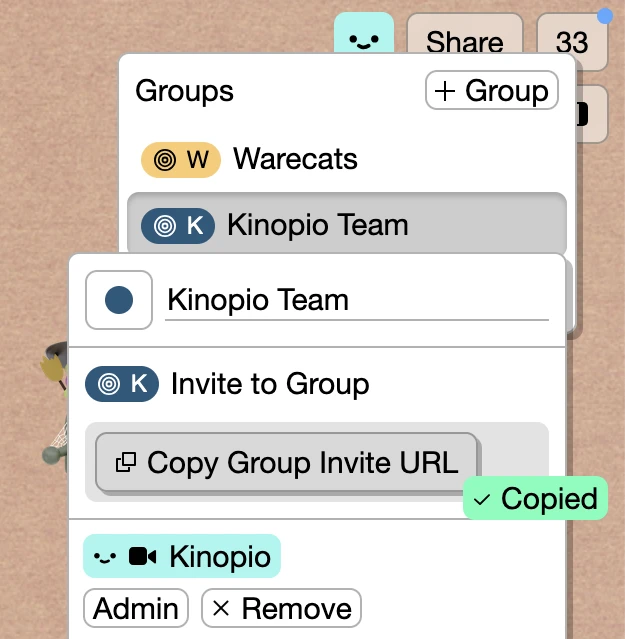 Share
33
Groups
+ Group
W Warecats
K Kinopio Team
Kinopio Team
K Invite to Group
Copy Group Invite URL
✓ Copied
Kinopio
Admin
× Remove